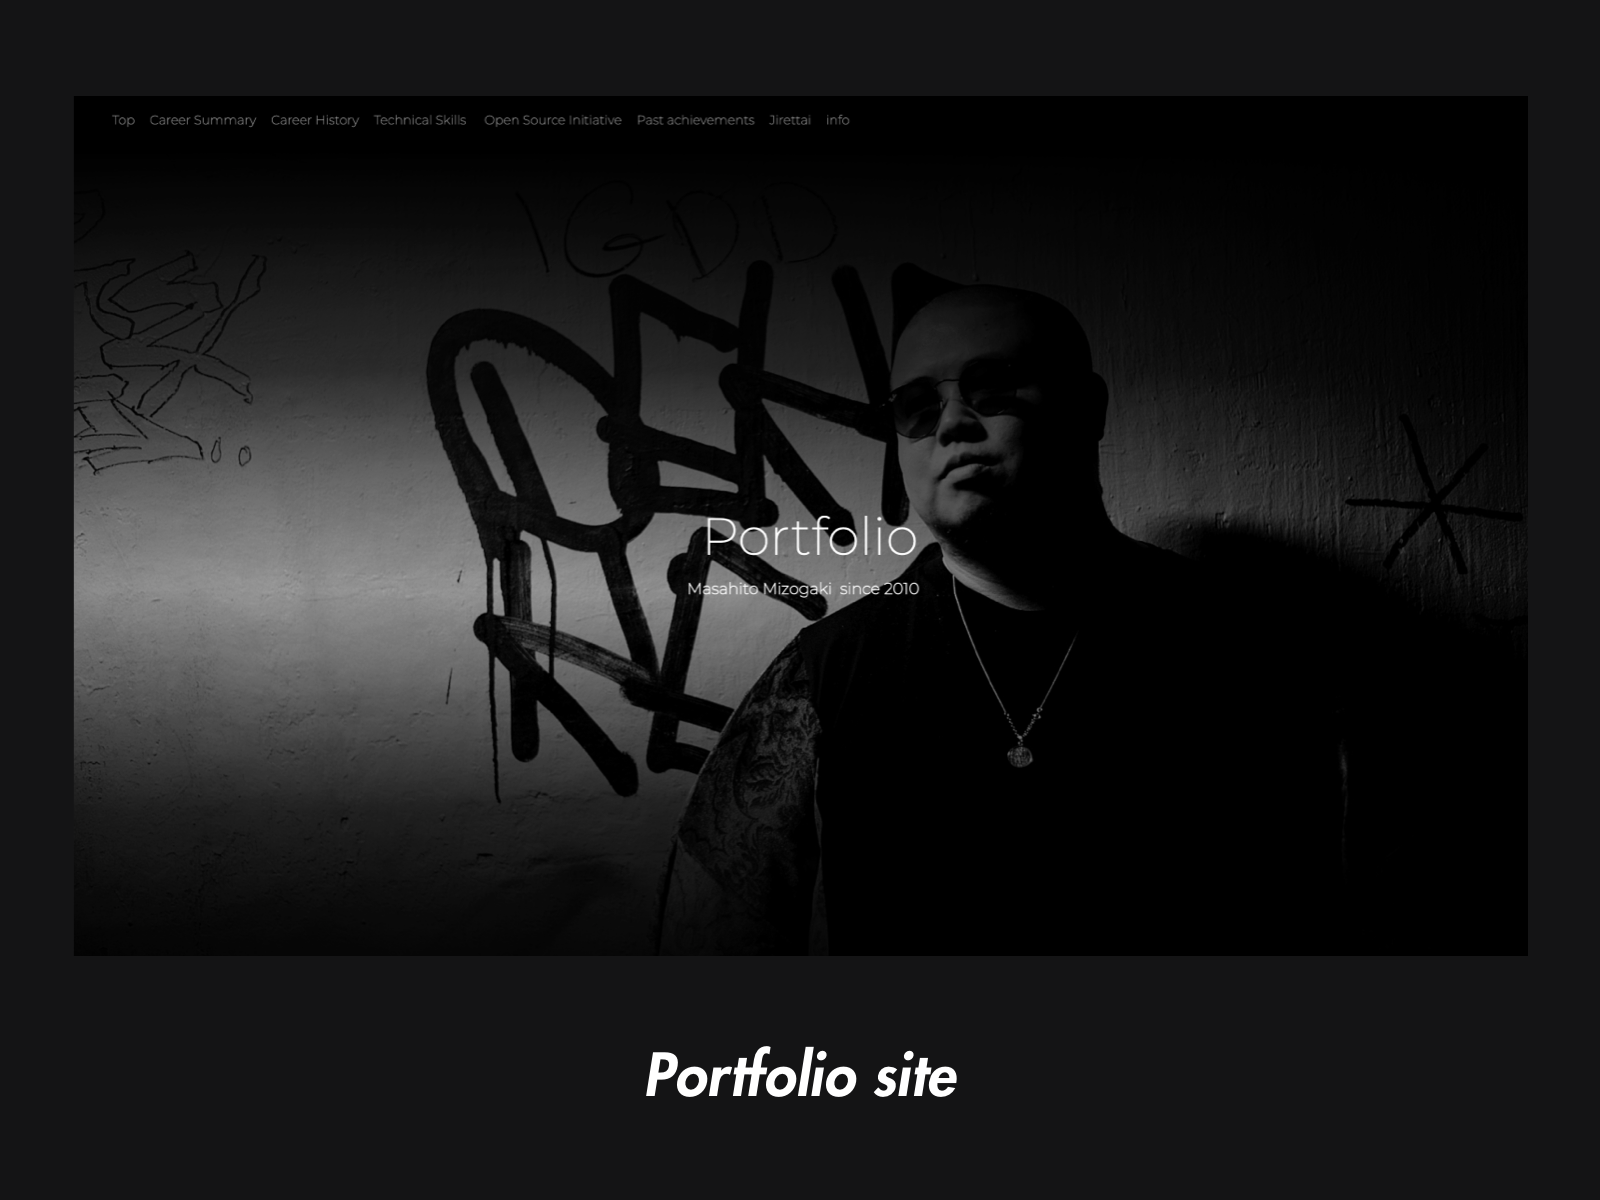 Top Career Summary Career History Technical Skills Open Source Initiative Past achievements Jirettai info
IGDD
Portfolio
Masahito Mizogaki since 2010
Portfolio site